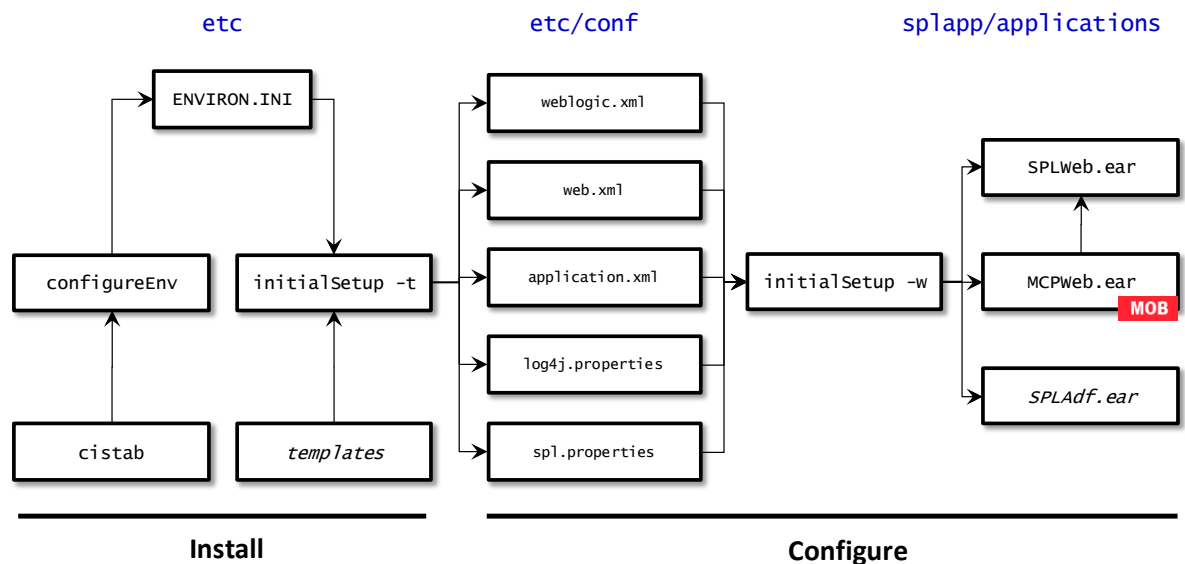 etc
etc/conf
splapp/applications
ENVIRON.INI
weblogic.xml
web.xml
SPLWeb.ear
configureEnv
initialSetup -t
application.xml
initialSetup -w
MCPWeb.ear
MOB
log4j.properties
SPLAdf.ear
cistab
templates
spl.properties
Install
Configure